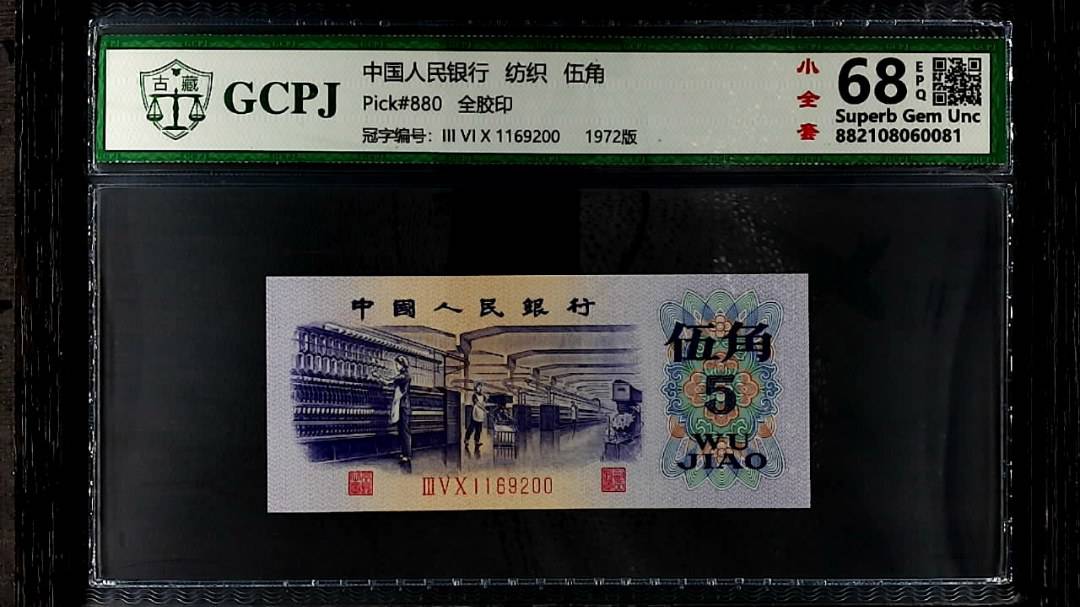 古藏
GCPJ
中国人民银行 纺织 伍角
Pick#880 全胶印
冠字编号: III VI X 1169200 1972版
小全套
68
EPQ
Superb Gem Unc
882108060081
中國人民銀行
伍角
5
WU
JIAO
IIIVX1169200